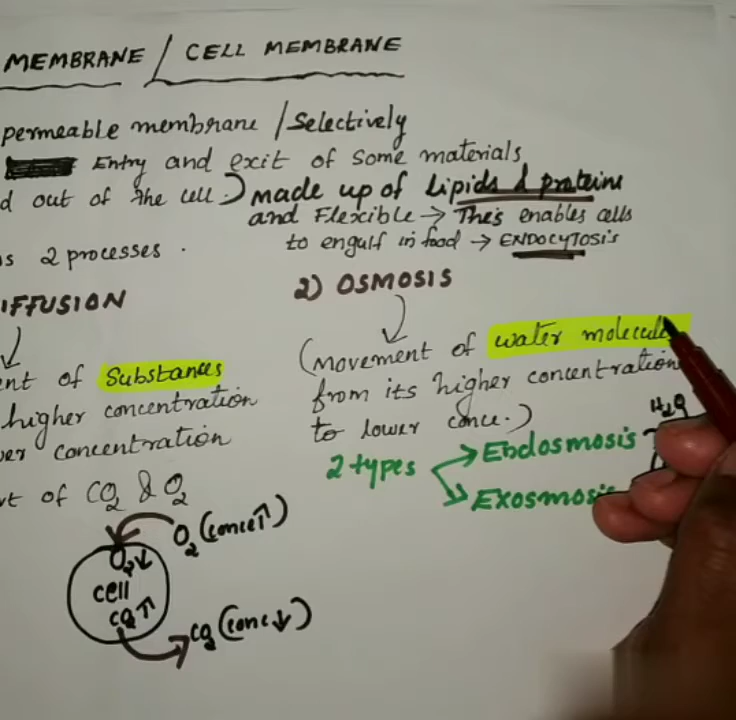 MEMBRANE / CELL MEMBRANE
permeable membrane / Selectively
Entry and exit of some materials
d out of the cell.) made up of Lipids & proteins
and Flexible → This enables cells
to engulf in food → ENDOCYTOSIS
s 2 processes.
IFFUSION
2) OSMOSIS
nt of Substances
higher concentration
er concentration
(Movement of water molecule
from its higher concentration
to lower conc.)
2 types
Endosmosis
Exosmosis
H2O
t of CO2 & O2
O2 (conc↑)
O2↓
cell
CO2↑
CO2 (conc↓)